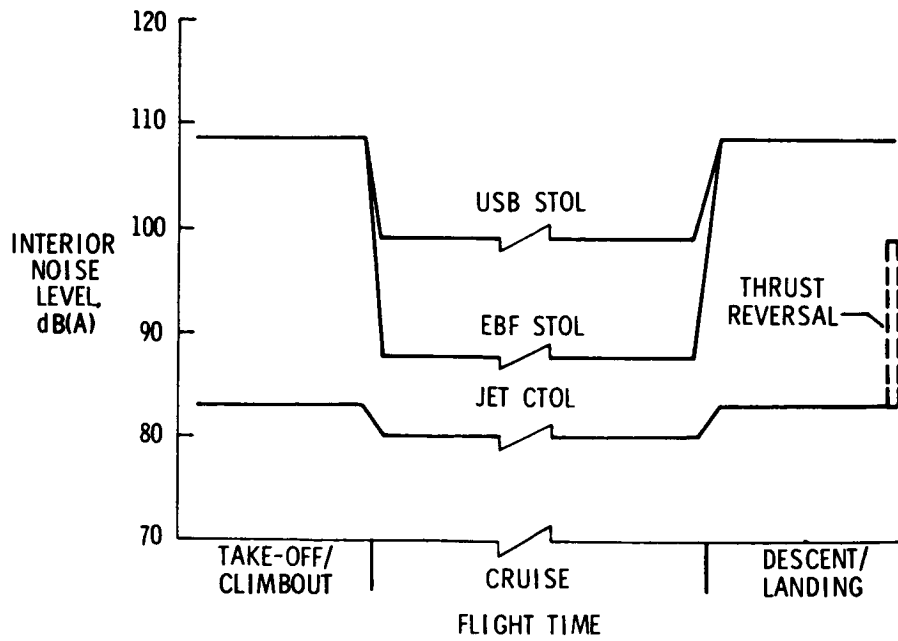 120
110
100
90
80
70
INTERIOR
NOISE
LEVEL,
dB(A)
USB STOL
EBF STOL
JET CTOL
THRUST
REVERSAL
TAKE-OFF/
CLIMBOUT
CRUISE
DESCENT/
LANDING
FLIGHT TIME